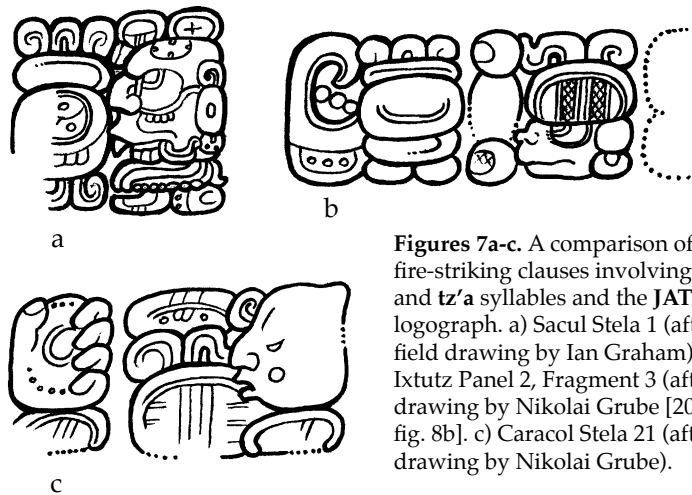 a
b
c
Figures 7a-c. A comparison of
fire-striking clauses involving
and tz'a syllables and the JAT
logograph. a) Sacul Stela 1 (aft
field drawing by Ian Graham)
Ixtutz Panel 2, Fragment 3 (aft
drawing by Nikolai Grube [20
fig. 8b]. c) Caracol Stela 21 (aft
drawing by Nikolai Grube).